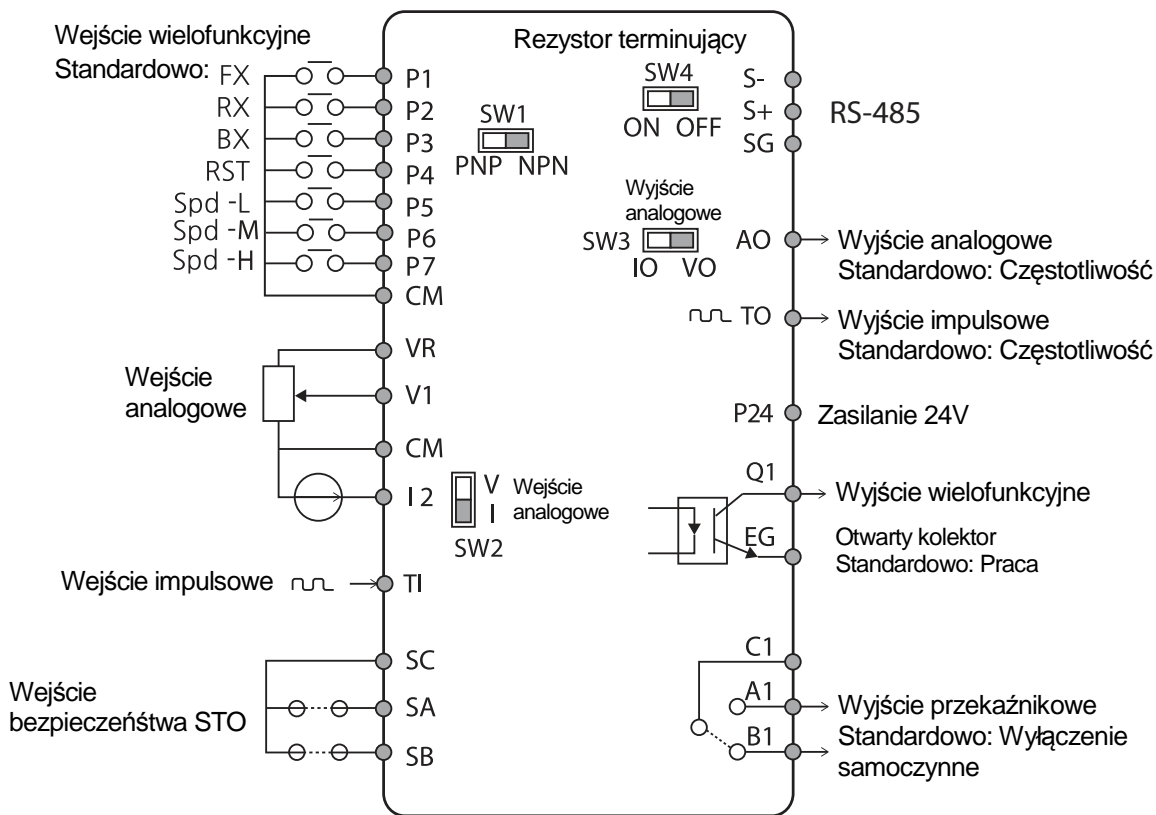 Wejście wielofunkcyjne
Standardowo: FX
RX
BX
RST
Spd -L
Spd -M
Spd -H
P1
P2
P3
P4
P5
P6
P7
CM
SW1
PNP NPN
Rezystor terminujący
SW4
ON OFF
S-
S+
SG
RS-485
Wyjście
analogowe
SW3
IO VO
AO
Wyjście analogowe
Standardowo: Częstotliwość
TO
Wyjście impulsowe
Standardowo: Częstotliwość
Wejście
analogowe
VR
V1
CM
I2
V
I
Wejście
analogowe
SW2
P24
Zasilanie 24V
Q1
Wyjście wielofunkcyjne
EG
Otwarty kolektor
Standardowo: Praca
Wejście impulsowe
TI
Wejście
bezpieczeńśtwa STO
SC
SA
SB
C1
A1
B1
Wyjście przekaźnikowe
Standardowo: Wyłączenie
samoczynne